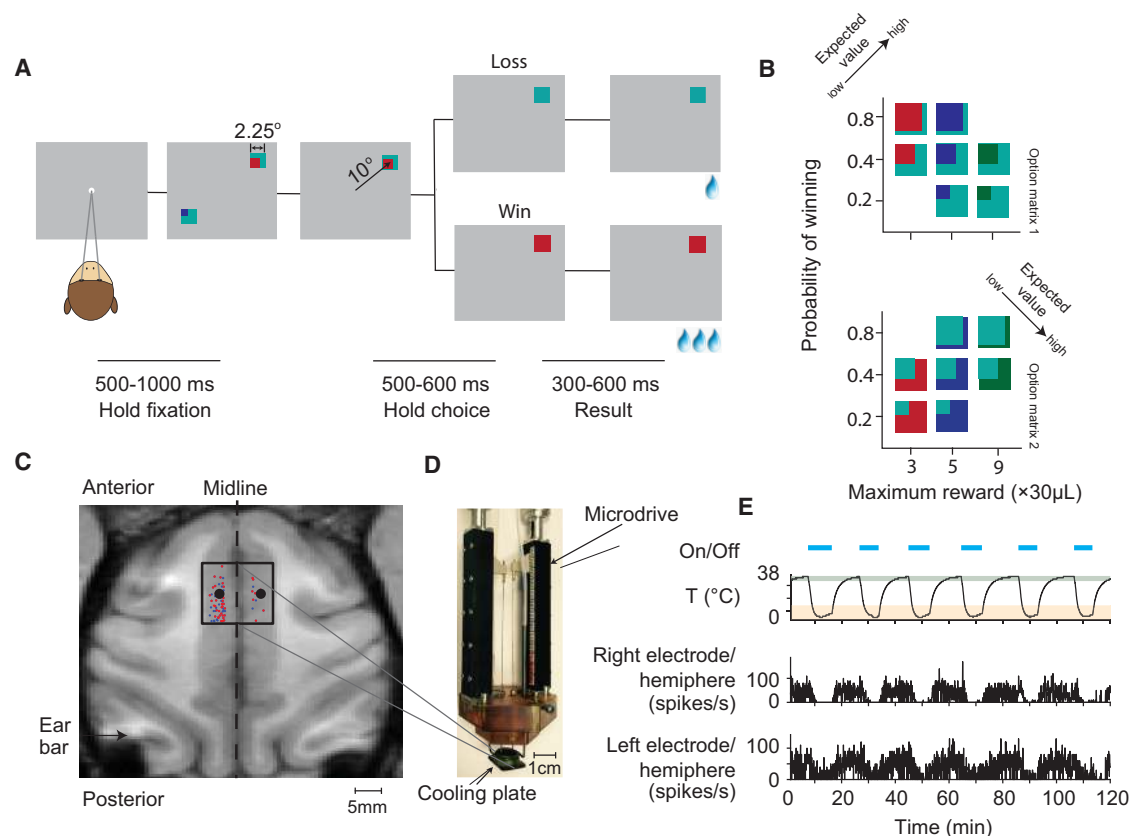 A
2.25°
10°
Loss
Win
500-1000 ms
Hold fixation
500-600 ms
Hold choice
300-600 ms
Result
B
Expected
value
low
high
Probability of winning
0.8
0.4
0.2
Option matrix 1
Expected
value
low
high
0.8
0.4
0.2
Option matrix 2
3
5
9
Maximum reward (×30μL)
C
Anterior
Midline
Ear
bar
Posterior
5mm
D
Microdrive
1cm
Cooling plate
E
On/Off
38
T (°C)
0
Right electrode/
hemisphere
(spikes/s)
100
0
Left electrode/
hemisphere
(spikes/s)
100
0
0
20
40
60
80
100
120
Time (min)